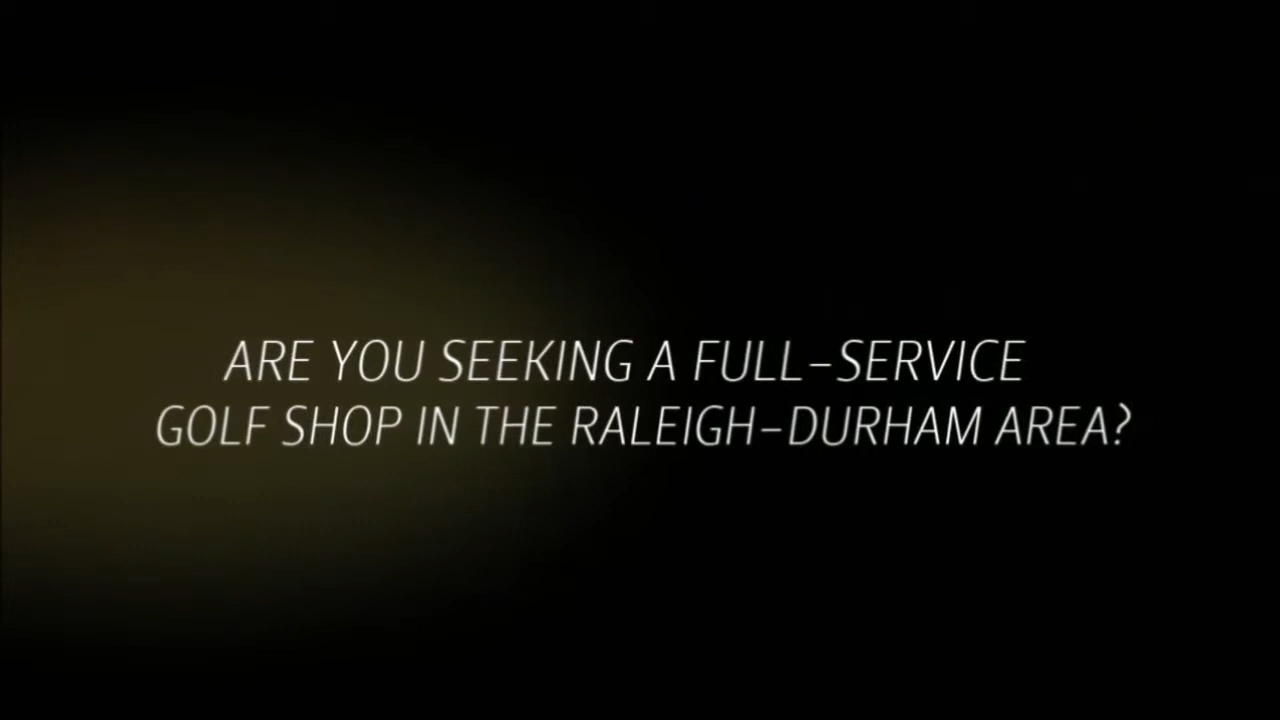 ARE YOU SEEKING A FULL–SERVICE
GOLF SHOP IN THE RALEIGH–DURHAM AREA?